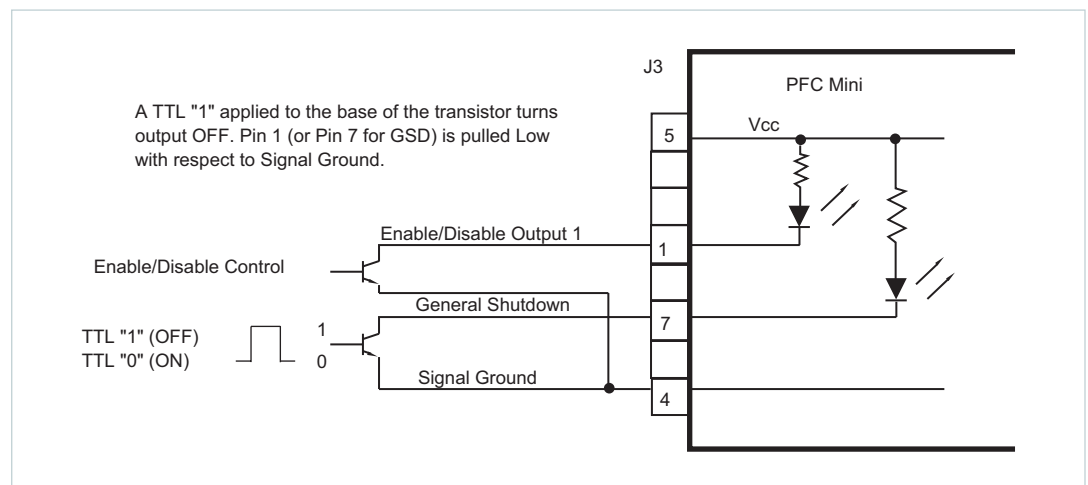 J3
PFC Mini
A TTL "1" applied to the base of the transistor turns
output OFF. Pin 1 (or Pin 7 for GSD) is pulled Low
with respect to Signal Ground.
5
Vcc
Enable/Disable Output 1
1
Enable/Disable Control
General Shutdown
7
TTL "1" (OFF)
1
TTL "0" (ON)
0
Signal Ground
4